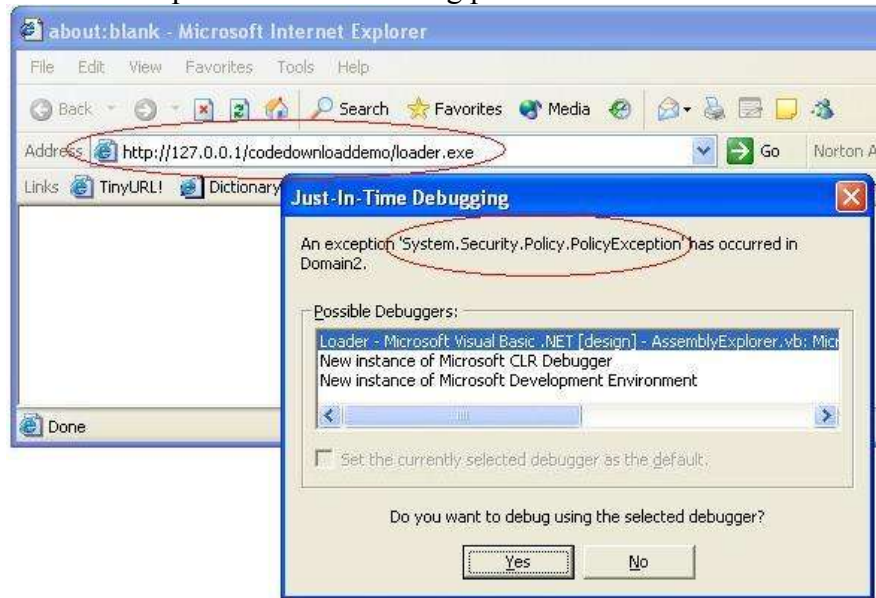 about:blank - Microsoft Internet Explorer
File Edit View Favorites Tools Help
Back Search Favorites Media
Address http://127.0.0.1/codedownloaddemo/loader.exe Go Norton
Links TinyURL! Dictionary
Just-In-Time Debugging
An exception 'System.Security.Policy.PolicyException' has occurred in
Domain2.
Possible Debuggers:
Loader - Microsoft Visual Basic .NET [design] - AssemblyExplorer.vb:
New instance of Microsoft CLR Debugger
New instance of Microsoft Development Environment
Done
Set the currently selected debugger as the default.
Do you want to debug using the selected debugger?
Yes No